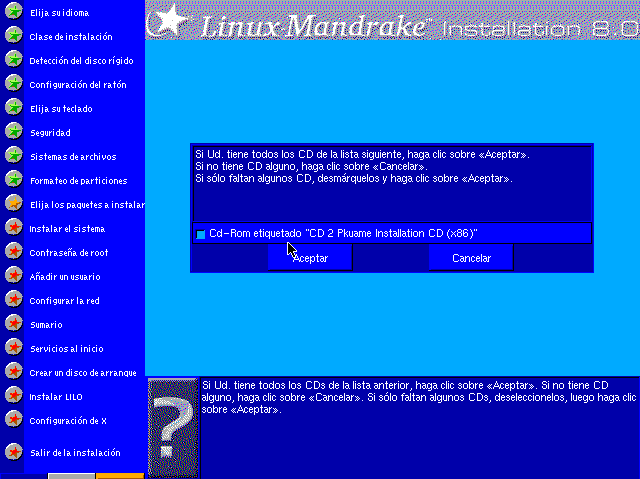 Elija su idioma
Clase de instalación
Detección del disco rígido
Configuración del ratón
Elija su teclado
Seguridad
Sistemas de archivos
Formateo de particiones
Elija los paquetes a instalar
Instalar el sistema
Contraseña de root
Añadir un usuario
Configurar la red
Sumario
Servicios al inicio
Crear un disco de arranque
Instalar LILO
Configuración de X
Salir de la instalación
Linux Mandrake™ Installation 8.0
Si Ud. tiene todos los CD de la lista siguiente, haga clic sobre «Aceptar».
Si no tiene CD alguno, haga clic sobre «Cancelar».
Si sólo faltan algunos CD, desmárquelos y haga clic sobre «Aceptar».
Cd-Rom etiquetado "CD 2 Pkuame Installation CD (x86)"
Aceptar
Cancelar
Si Ud. tiene todos los CDs de la lista anterior, haga clic sobre «Aceptar». Si no tiene CD
alguno, haga clic sobre «Cancelar». Si sólo faltan algunos CDs, deseleccionelos, luego haga clic
sobre «Aceptar».